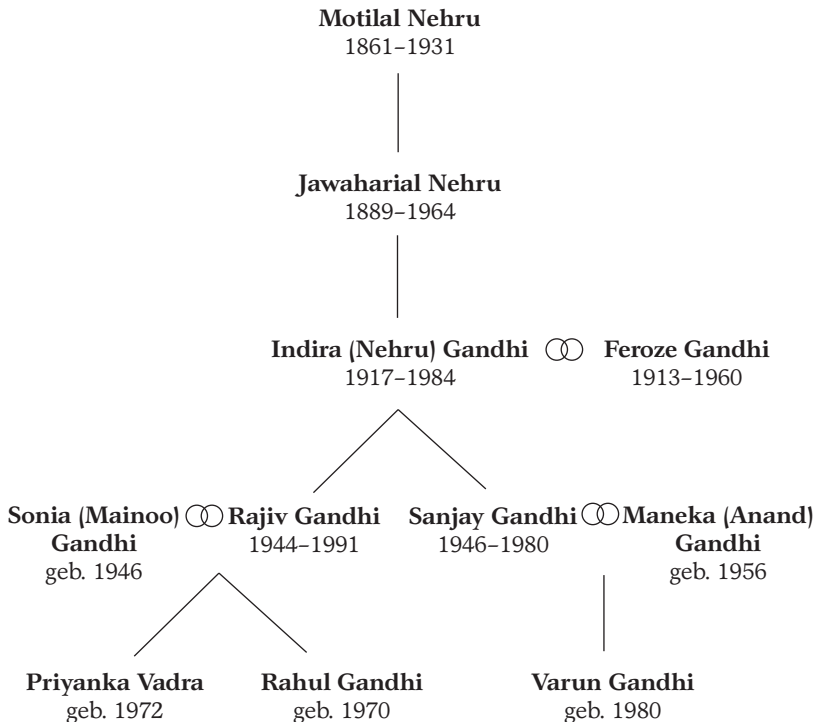 Motilal Nehru
1861–1931
Jawaharial Nehru
1889–1964
Indira (Nehru) Gandhi
1917–1984
Feroze Gandhi
1913–1960
Sonia (Mainoo)
Gandhi
geb. 1946
Rajiv Gandhi
1944–1991
Sanjay Gandhi
1946–1980
Maneka (Anand)
Gandhi
geb. 1956
Priyanka Vadra
geb. 1972
Rahul Gandhi
geb. 1970
Varun Gandhi
geb. 1980